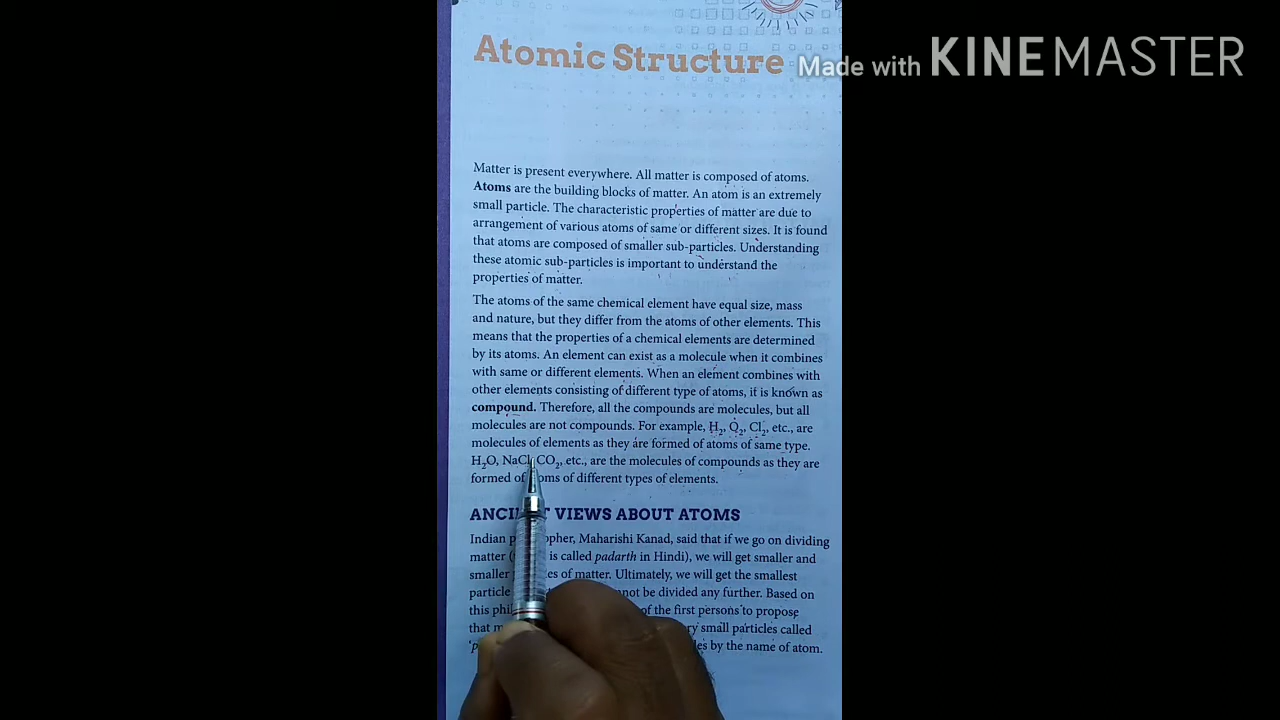 Atomic Structure
Made with KINEMASTER
Matter is present everywhere. All matter is composed of atoms.
Atoms are the building blocks of matter. An atom is an extremely
small particle. The characteristic properties of matter are due to
arrangement of various atoms of same or different sizes. It is found
that atoms are composed of smaller sub-particles. Understanding
these atomic sub-particles is important to understand the
properties of matter.
The atoms of the same chemical element have equal size, mass
and nature, but they differ from the atoms of other elements. This
means that the properties of a chemical elements are determined
by its atoms. An element can exist as a molecule when it combines
with same or different elements. When an element combines with
other elements consisting of different type of atoms, if is known as
compound. Therefore, all the compounds are molecules, but all
molecules are not compounds. For example, H₂, O₂, Cl₂, etc., are
molecules of elements as they are formed of atoms of same type.
H₂O, NaCl, CO₂, etc., are the molecules of compounds as they are
formed of atoms of different types of elements.
ANCIENT VIEWS ABOUT ATOMS
Indian philosopher, Maharishi Kanad, said that if we go on dividing
matter ( is called padarth in Hindi), we will get smaller and
smaller of matter. Ultimately, we will get the smallest
particle be divided any further. Based on
this of the first persons to propose
that small particles called
by the name of atom.